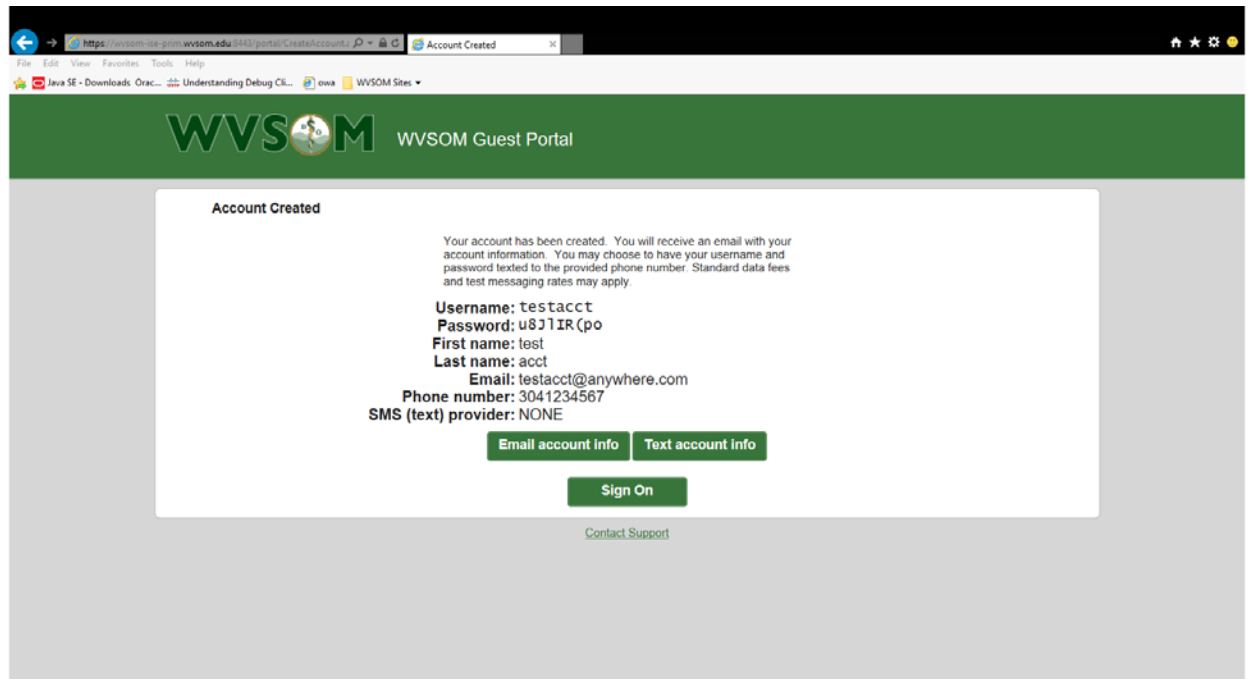 https://wvsom-ise-prim.wvsom.edu:8443/portal/CreateAccount.
Account Created
File Edit View Favorites Tools Help
Java SE - Downloads Orac... Understanding Debug Cli... owa WVSOM Sites
WVSOM WVSOM Guest Portal
Account Created
Your account has been created. You will receive an email with your
account information. You may choose to have your username and
password texted to the provided phone number. Standard data fees
and test messaging rates may apply.
Username: testacct
Password: u8JlIR(po
First name: test
Last name: acct
Email: testacct@anywhere.com
Phone number: 3041234567
SMS (text) provider: NONE
Email account info Text account info
Sign On
Contact Support